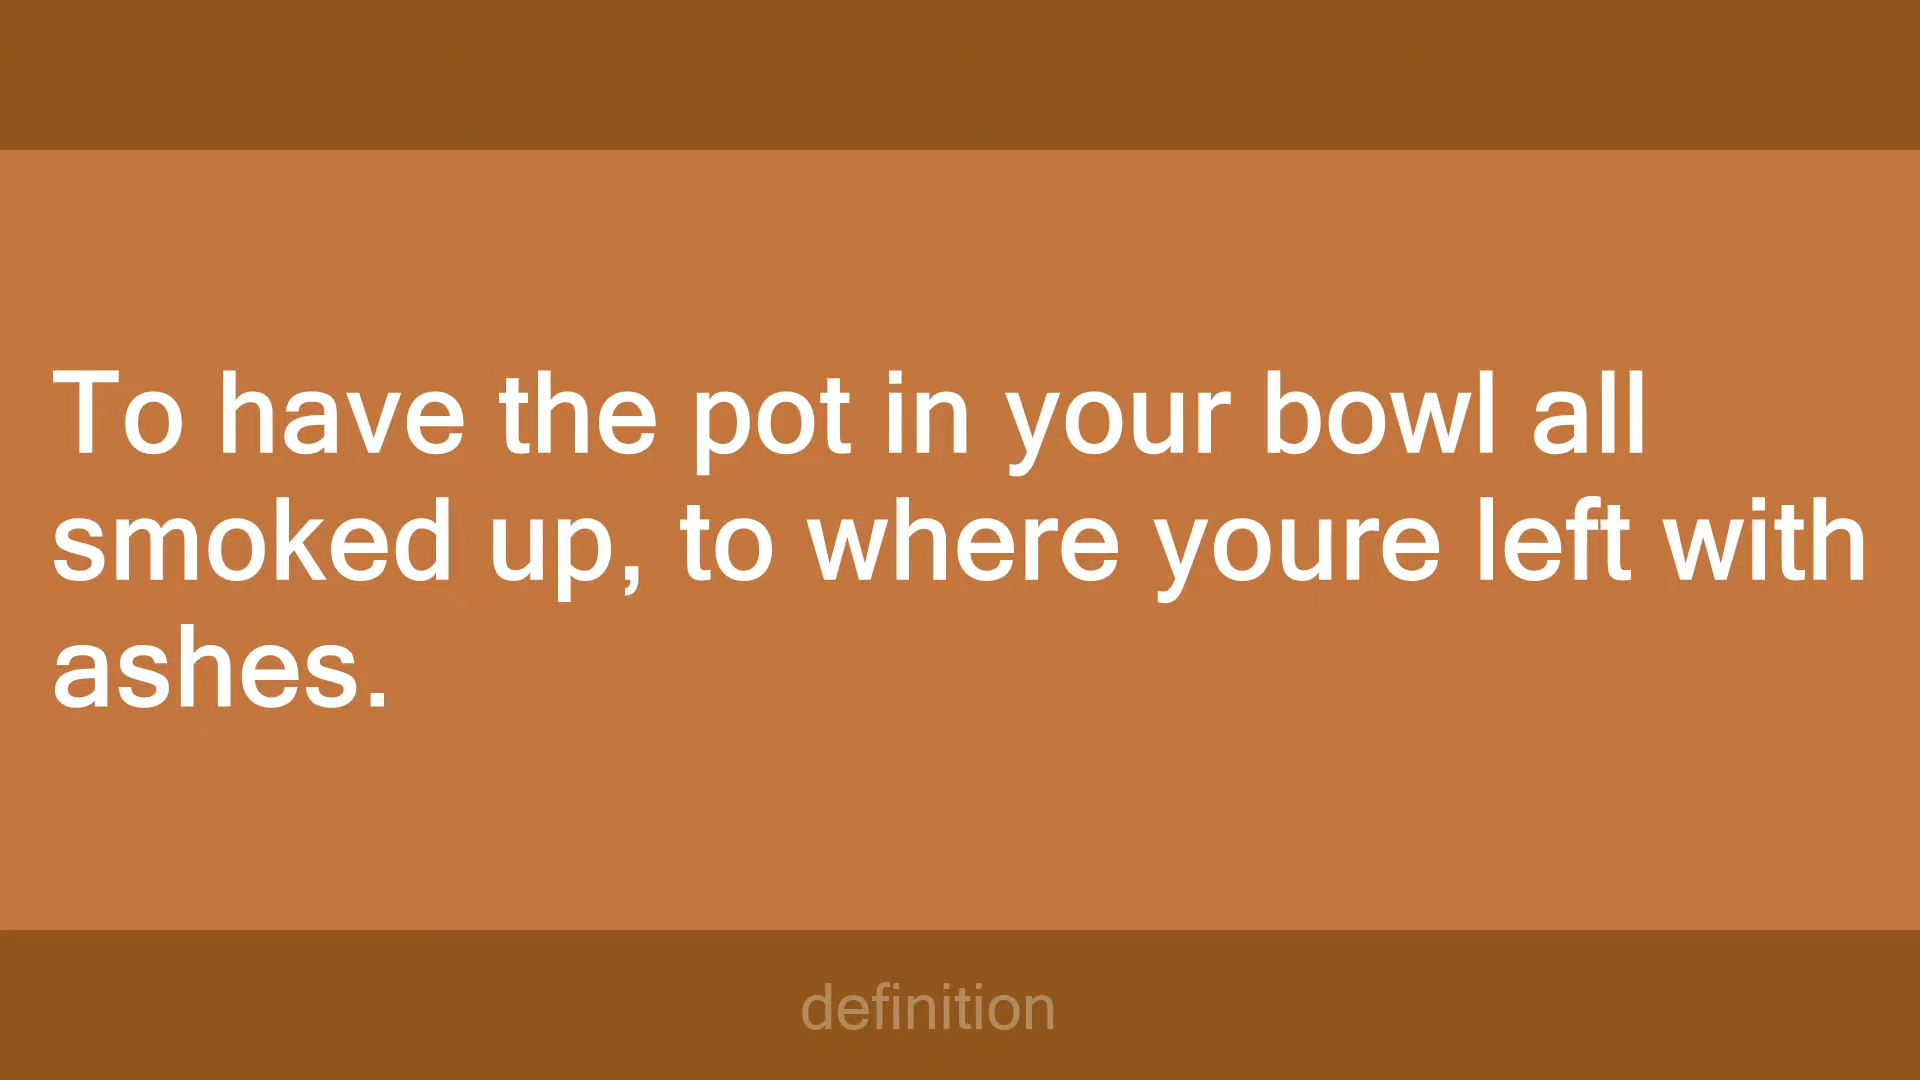 To have the pot in your bowl all
smoked up, to where youre left with
ashes.
definition